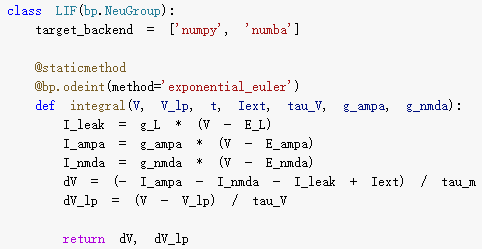 class LIF(bp.NeuGroup):
    target_backend = ['numpy', 'numba']

    @staticmethod
    @bp.odeint(method='exponential_euler')
    def integral(V, V_lp, t, Iext, tau_V, g_ampa, g_nmda):
        I_leak = g_L * (V - E_L)
        I_ampa = g_ampa * (V - E_ampa)
        I_nmda = g_nmda * (V - E_nmda)
        dV = (- I_ampa - I_nmda - I_leak + Iext) / tau_m
        dV_lp = (V - V_lp) / tau_V

        return dV, dV_lp